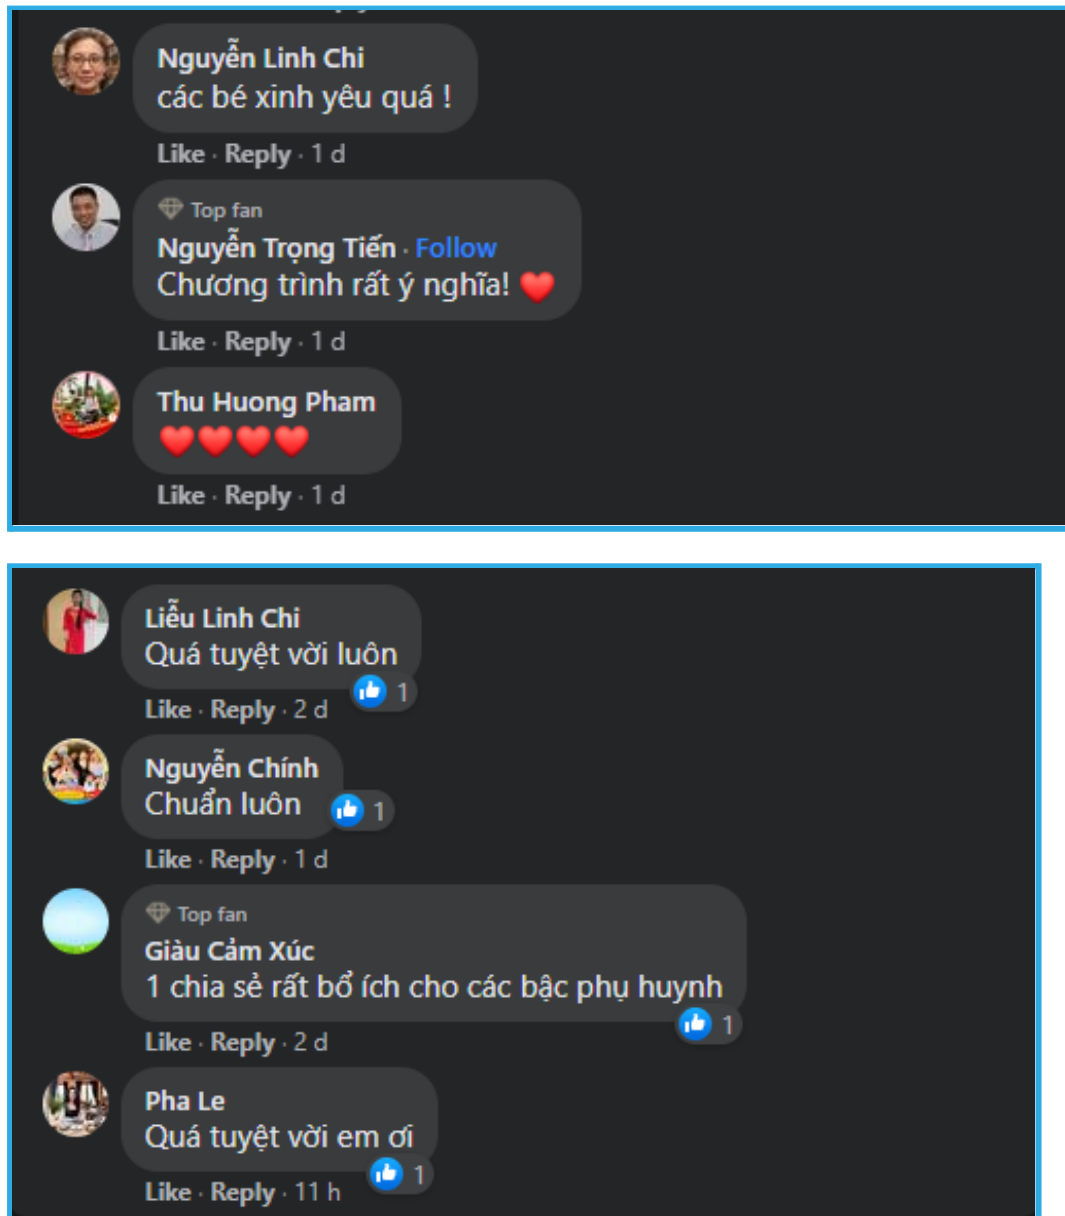 Nguyễn Linh Chi
các bé xinh yêu quá !
Like · Reply · 1 d
Top fan
Nguyễn Trọng Tiến · Follow
Chương trình rất ý nghĩa! ❤️
Like · Reply · 1 d
Thu Huong Pham
❤️❤️❤️❤️
Like · Reply · 1 d
Liễu Linh Chi
Quá tuyệt vời luôn
1
Like · Reply · 2 d
Nguyễn Chính
Chuẩn luôn
1
Like · Reply · 1 d
Top fan
Giàu Cảm Xúc
1 chia sẻ rất bổ ích cho các bậc phụ huynh
1
Like · Reply · 2 d
Pha Le
Quá tuyệt vời em ơi
1
Like · Reply · 11 h